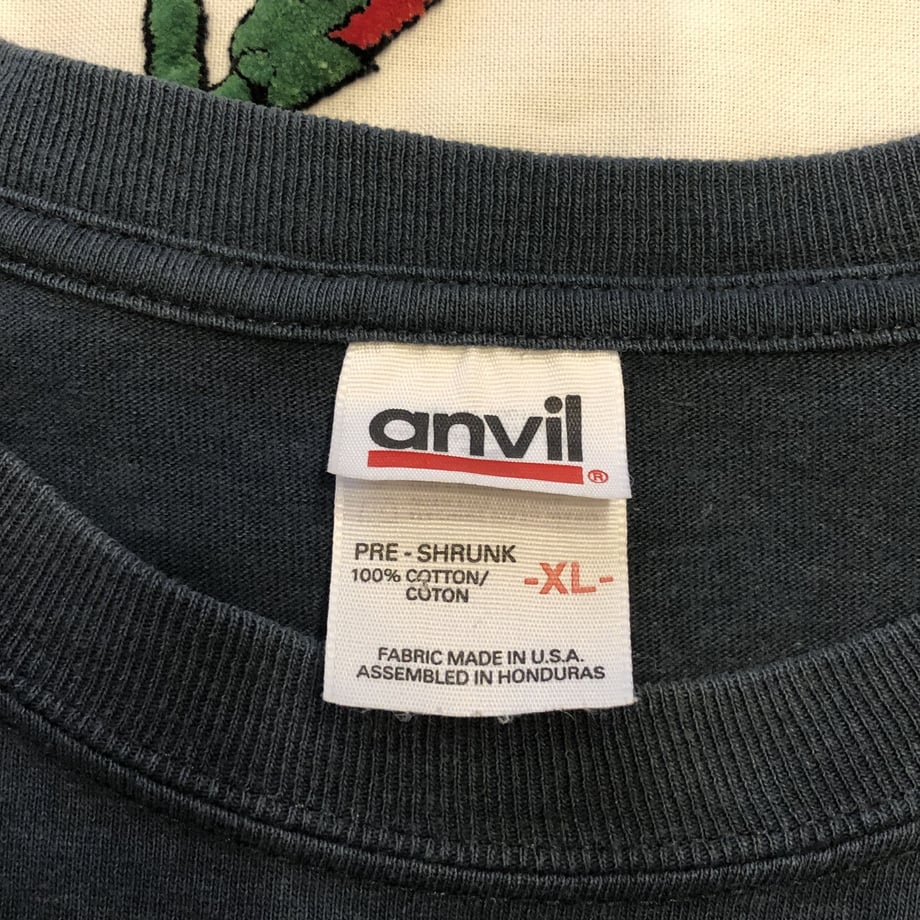 anvil®
PRE - SHRUNK
100% COTTON/
COTON
-XL-
FABRIC MADE IN U.S.A.
ASSEMBLED IN HONDURAS